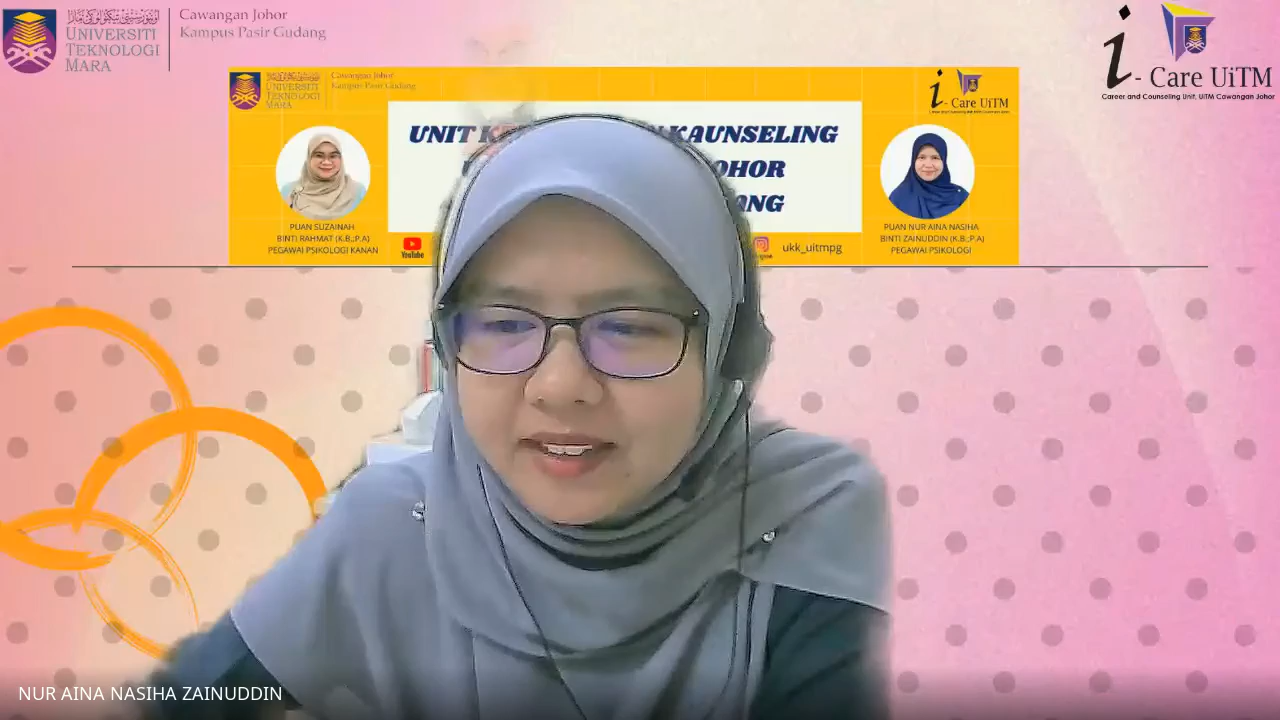 UNIVERSITI
TEKNOLOGI
MARA
Cawangan Johor
Kampus Pasir Gudang
i - Care UiTM
Career and Counseling Unit, UiTM Cawangan Johor
UNIVERSITI
TEKNOLOGI
MARA
Cawangan Johor
Kampus Pasir Gudang
i - Care UiTM
UNIT KAUNSELING
OHOR
ANG
PUAN SUZAINAH
BINTI RAHMAT (K.B.;P.A)
PEGAWAI PSIKOLOGI KANAN
YouTube
ukk_uitmpg
PUAN NUR AINA NASIHA
BINTI ZAINUDDIN (K.B.;P.A)
PEGAWAI PSIKOLOGI
NUR AINA NASIHA ZAINUDDIN